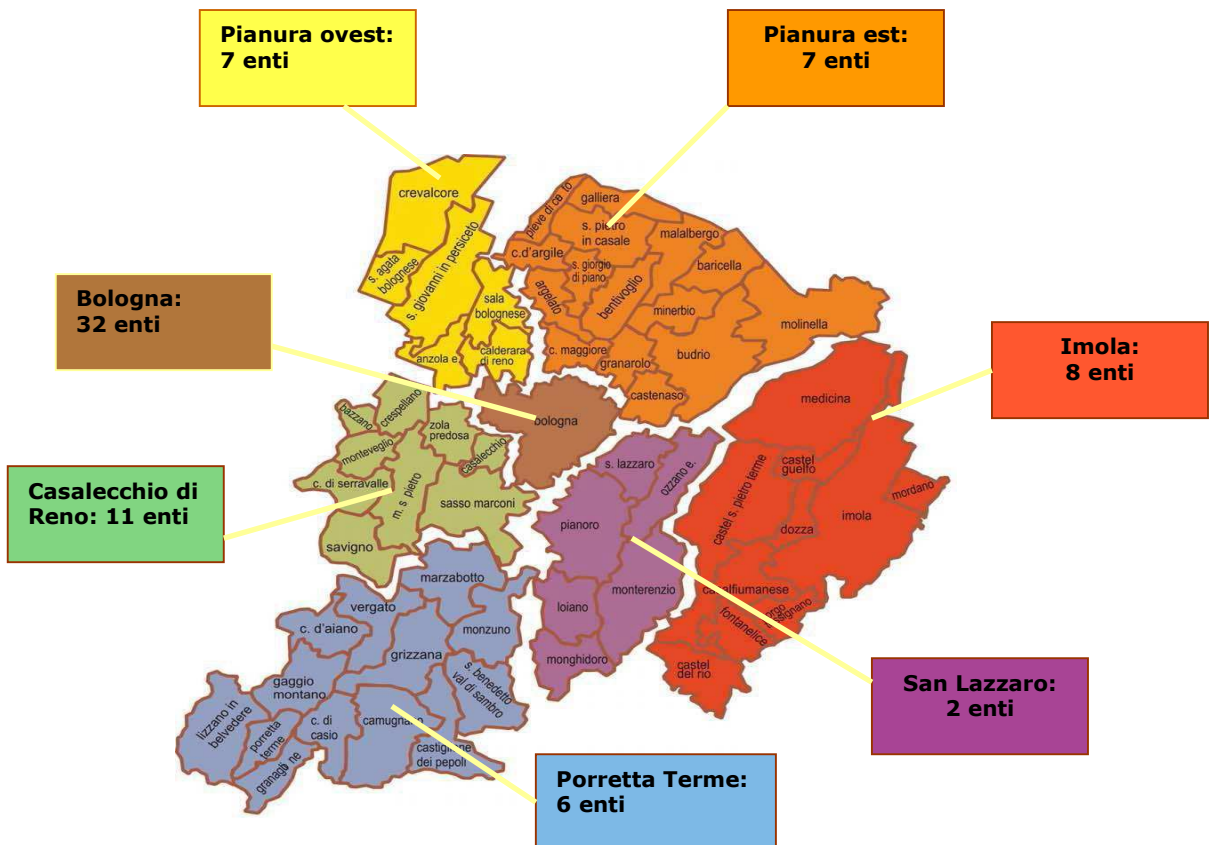 Pianura ovest:
7 enti
Pianura est:
7 enti
Bologna:
32 enti
Imola:
8 enti
Casalecchio di
Reno: 11 enti
San Lazzaro:
2 enti
Porretta Terme:
6 enti
crevalcore
s. agata
bolognese
s. giovanni in persiceto
sala
bolognese
anzola e.
calderara
di reno
pieve di
galliera
s. pietro
in casale
c.d'argile
s. giorgio
di piano
argelato
bentivoglio
malalbergo
baricella
minerbio
molinella
c. maggiore
granarolo
budrio
castenaso
bologna
bazzano
crespellano
monteveglio
zola
predosa
casalecchio
c. di serravalle
m. s pietro
sasso marconi
savigno
s. lazzaro
ozzano e.
pianoro
monterenzio
loiano
monghidoro
medicina
castel
guelfo
castel s. pietro terme
dozza
imola
mordano
casalfiumanese
fontanelice
castel
del rio
marzabotto
vergato
c. d'aiano
monzuno
grizzana
s. benedetto
val di sambro
gaggio
montano
lizzano in
belvedere
porretta
terme
c. di
casio
camugnano
castiglione
dei pepoli